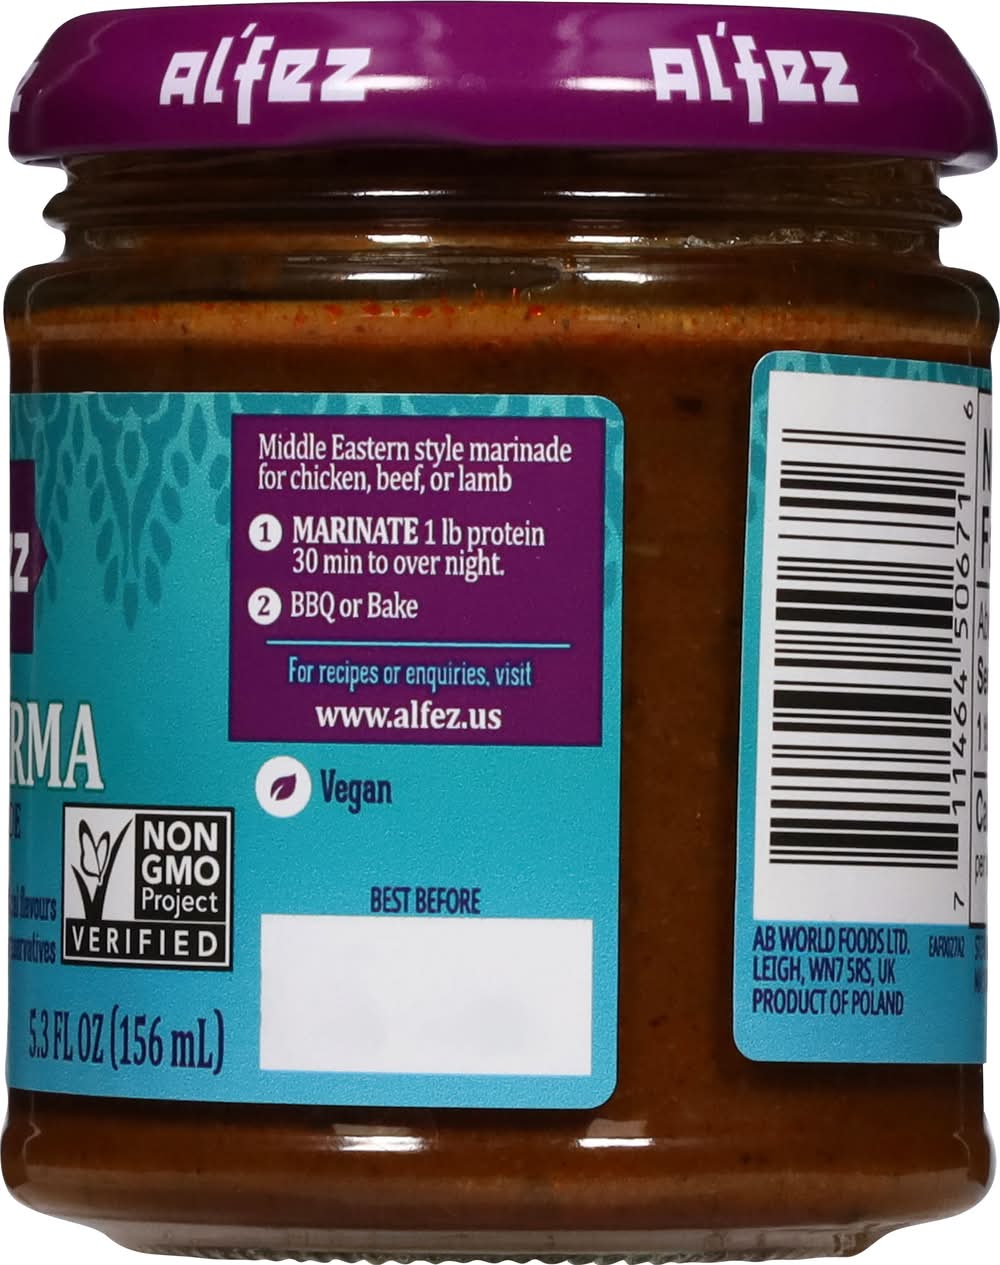 al'fez
al'fez
Middle Eastern style marinade
for chicken, beef, or lamb
1 MARINATE 1 lb protein
30 min to over night.
2 BBQ or Bake
For recipes or enquiries, visit
www.alfez.us
Vegan
NON
GMO
Project
VERIFIED
flavours
5.3 FL OZ (156 mL)
BEST BEFORE
7 11464 50671 6
AB WORLD FOODS LTD.
LEIGH, WN7 5RS, UK
PRODUCT OF POLAND